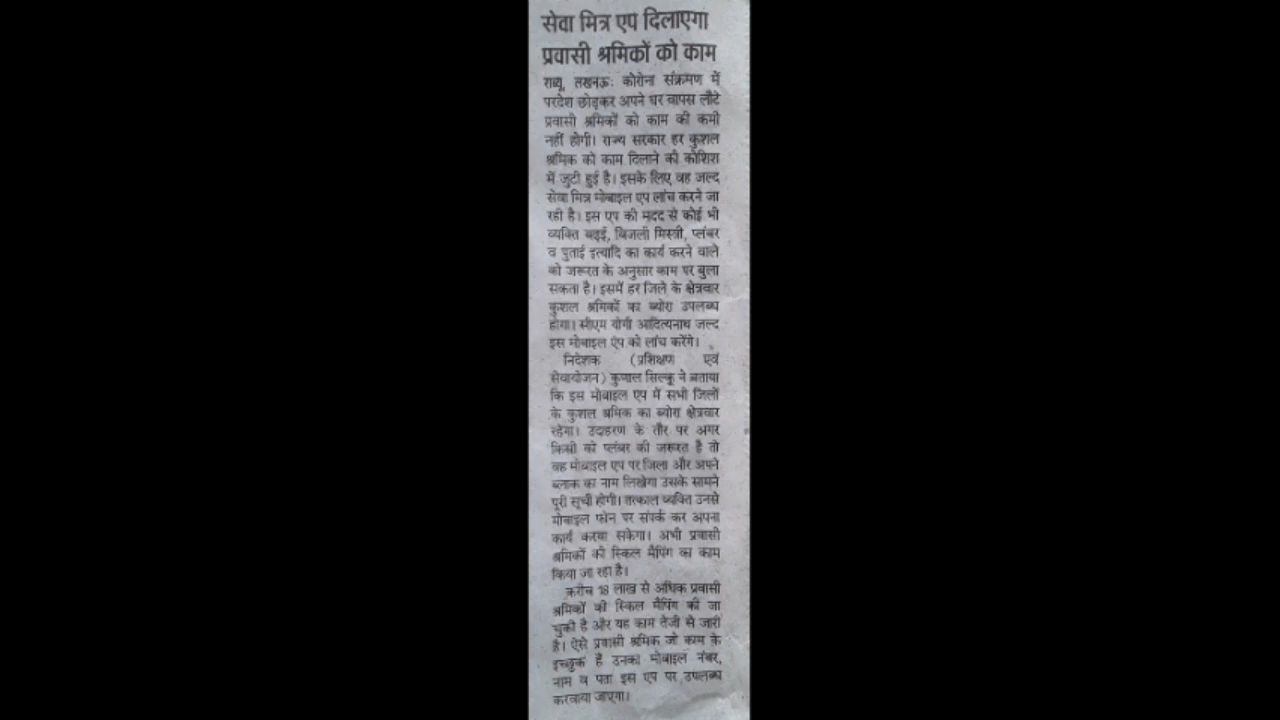 सेवा मित्र एप दिलाएगा
प्रवासी श्रमिकों को काम
राब्यू, लखनऊः कोरोना संक्रमण में
परदेश छोड़कर अपने घर वापस लौटे
प्रवासी श्रमिकों को काम की कमी
नहीं होगी। राज्य सरकार हर कुशल
श्रमिक को काम दिलाने की कोशिश
में जुटी हुई है। इसके लिए वह जल्द
सेवा मित्र मोबाइल एप लांच करने जा
रही है। इस एप की मदद से कोई भी
व्यक्ति बढ़ई, बिजली मिस्त्री, प्लंबर
व पुताई इत्यादि का कार्य करने वाले
को जरूरत के अनुसार काम पर बुला
सकता है। इसमें हर जिले के क्षेत्रवार
कुशल श्रमिकों का ब्योरा उपलब्ध
होगा। सीएम योगी आदित्यनाथ जल्द
इस मोबाइल एप को लांच करेंगे।
निदेशक (प्रशिक्षण एवं
सेवायोजन) कुणाल सिल्कू ने बताया
कि इस मोबाइल एप में सभी जिलों
के कुशल श्रमिक का ब्योरा क्षेत्रवार
रहेगा। उदाहरण के तौर पर अगर
किसी को प्लंबर की जरूरत है तो
वह मोबाइल एप पर जिला और अपने
ब्लाक का नाम लिखेगा उसके सामने
पूरी सूची होगी। तत्काल व्यक्ति उनसे
मोबाइल फोन पर संपर्क कर अपना
कार्य करवा सकेगा। अभी प्रवासी
श्रमिकों की स्किल मैपिंग का काम
किया जा रहा है।
करीब 18 लाख से अधिक प्रवासी
श्रमिकों की स्किल मैपिंग की जा
चुकी है और यह काम तेजी से जारी
है। ऐसे प्रवासी श्रमिक जो काम के
इच्छुक हैं उनका मोबाइल नंबर,
नाम व पता इस एप पर उपलब्ध
करवाया जाएगा।